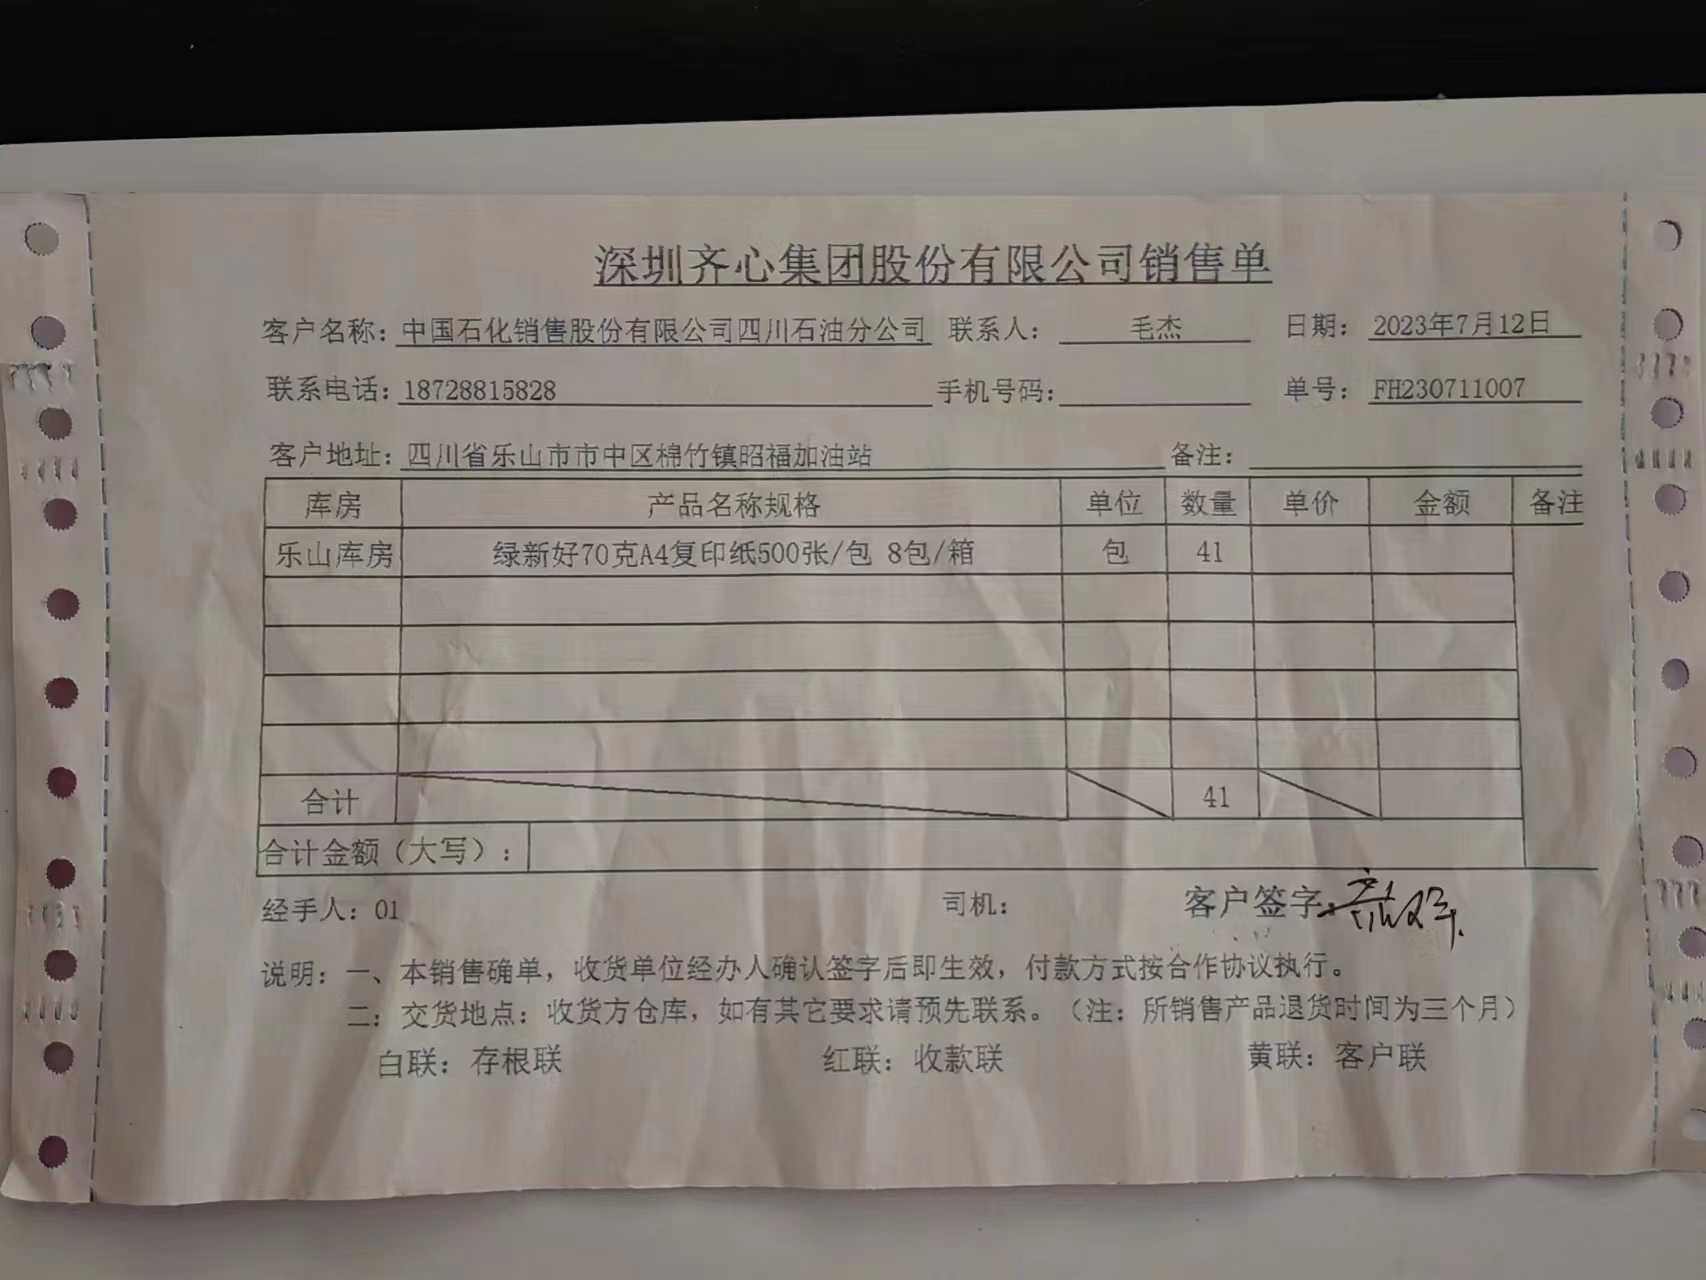 深圳齐心集团股份有限公司销售单
客户名称：中国石化销售股份有限公司四川石油分公司 联系人： 毛杰 日期： 2023年7月12日
联系电话：18728815828 手机号码： 单号： FH230711007
客户地址：四川省乐山市市中区棉竹镇昭福加油站 备注：
库房 产品名称规格 单位 数量 单价 金额 备注
乐山库房 绿新好70克A4复印纸500张/包 8包/箱 包 41
合计 41
合计金额（大写）：
经手人：01 司机： 客户签字：
说明：一、本销售确单，收货单位经办人确认签字后即生效，付款方式按合作协议执行。
二：交货地点：收货方仓库，如有其它要求请预先联系。（注：所销售产品退货时间为三个月）
白联：存根联 红联：收款联 黄联：客户联